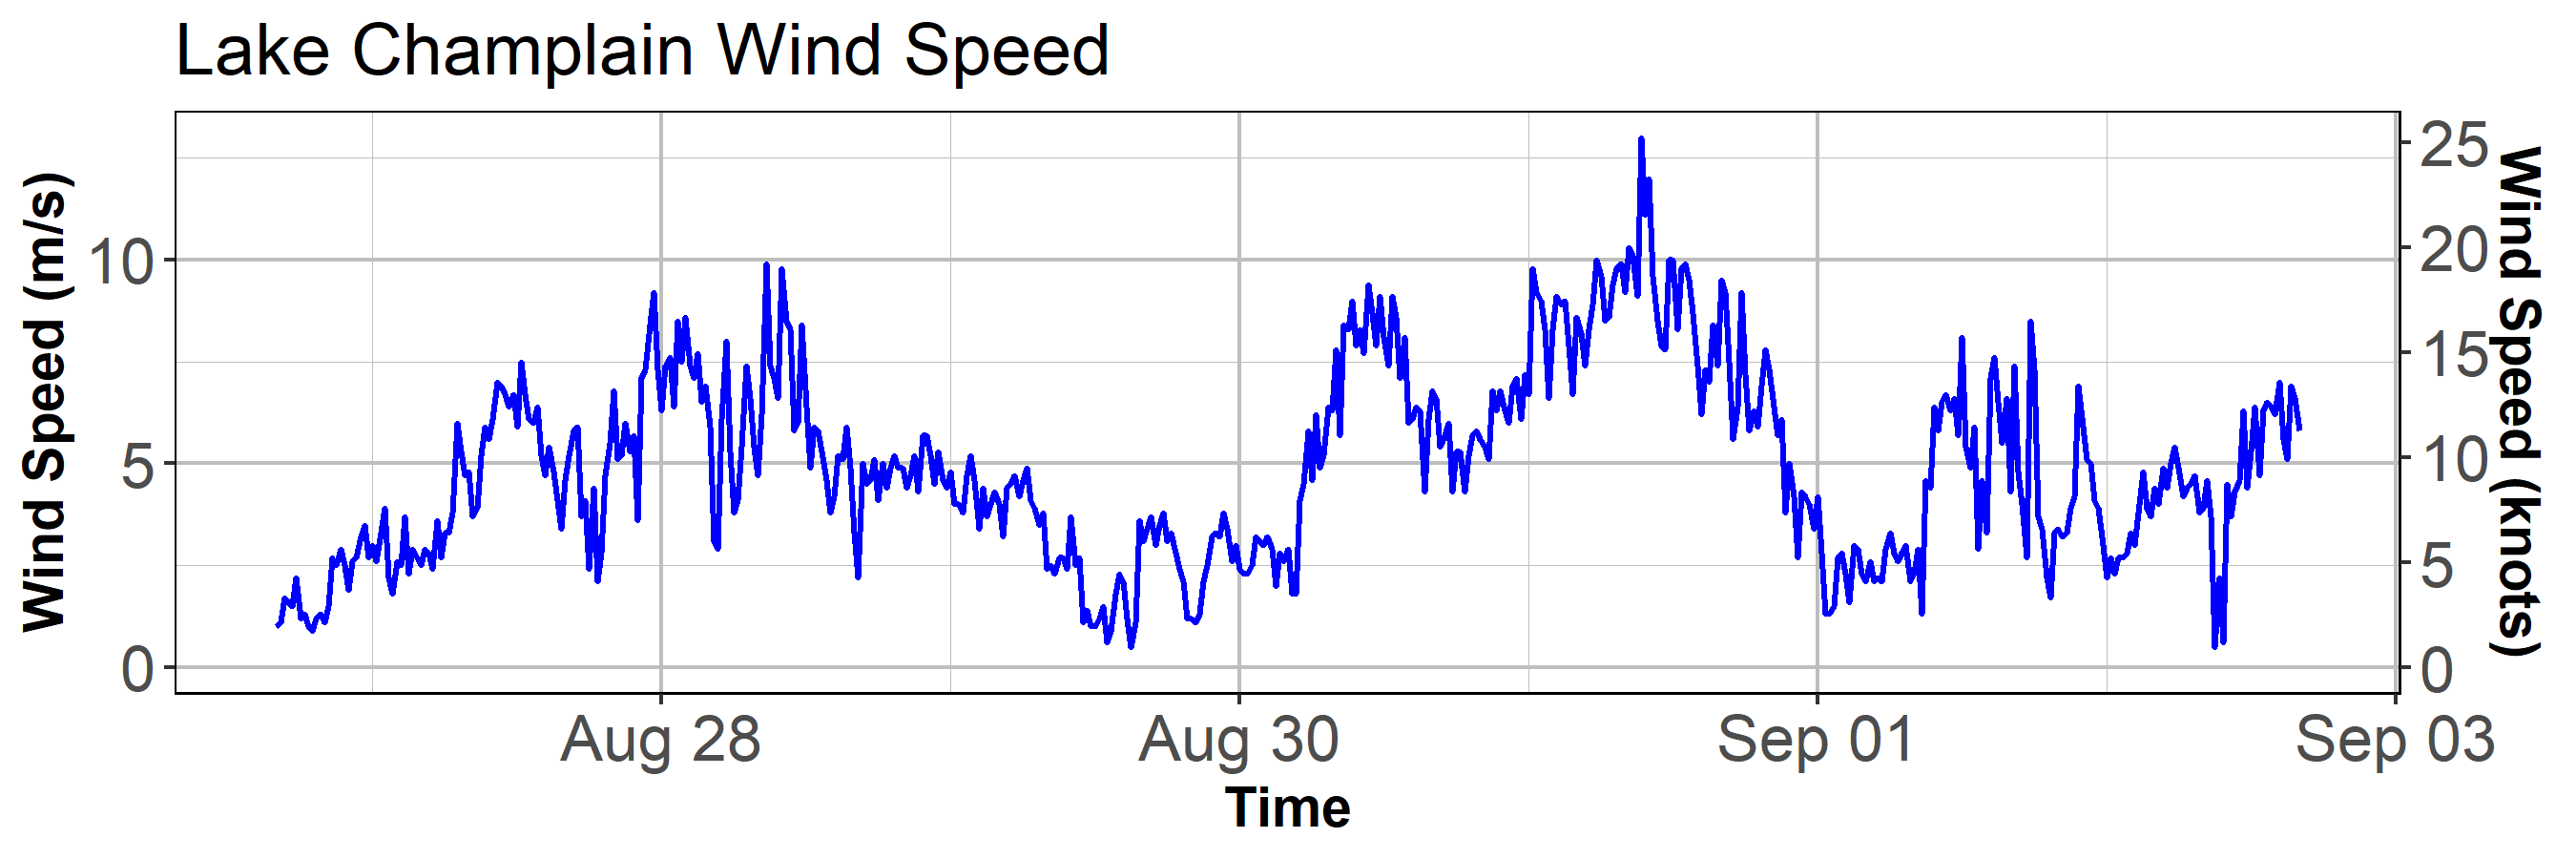 Lake Champlain Wind Speed
Wind Speed (m/s)
10
5
0
25
20
15
10
5
0
Wind Speed (knots)
Aug 28
Aug 30
Sep 01
Sep 03
Time